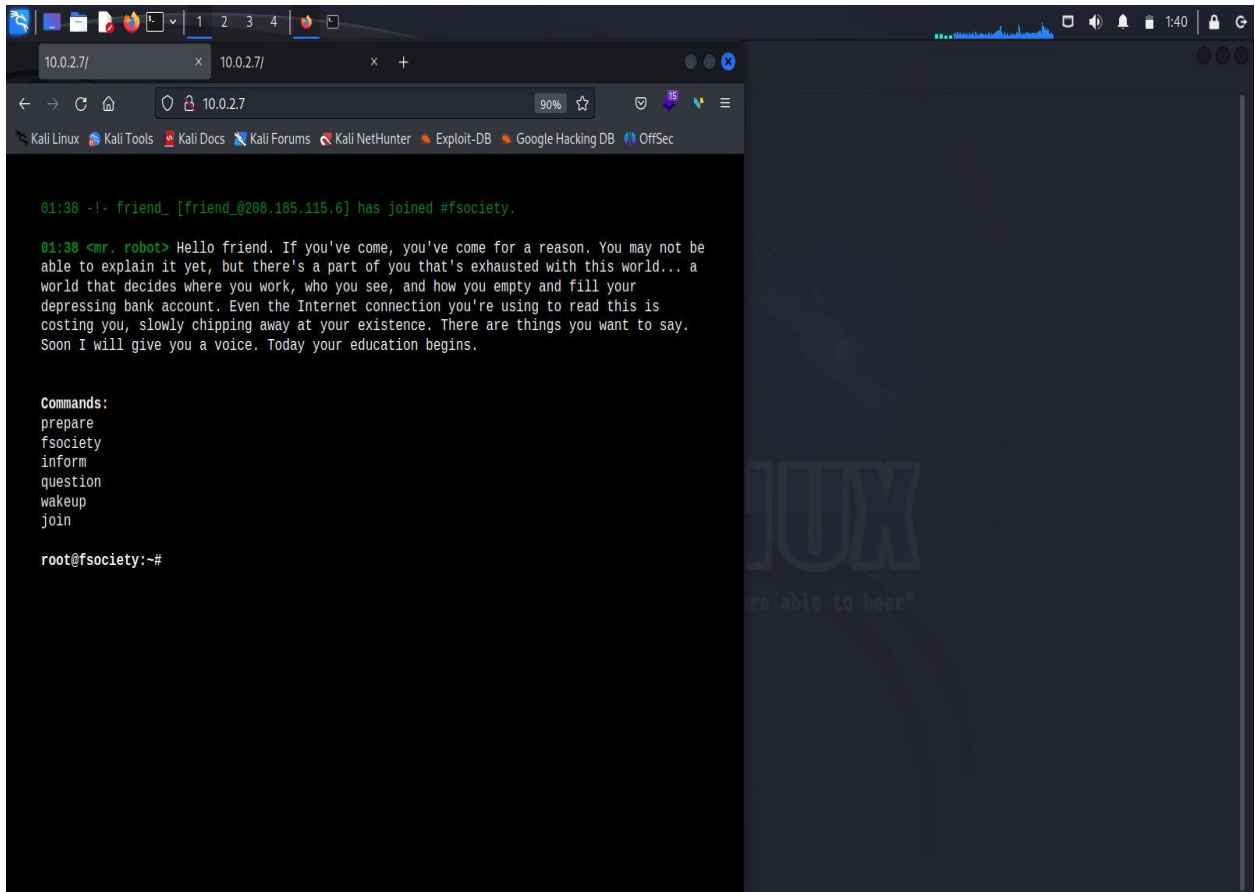 1 2 3 4
1:40
10.0.2.7/
10.0.2.7/
10.0.2.7
90%
15
Kali Linux Kali Tools Kali Docs Kali Forums Kali NetHunter Exploit-DB Google Hacking DB OffSec
01:38 -!- friend_ [friend_@208.185.115.6] has joined #fsociety.
01:38 <mr. robot> Hello friend. If you've come, you've come for a reason. You may not be
able to explain it yet, but there's a part of you that's exhausted with this world... a
world that decides where you work, who you see, and how you empty and fill your
depressing bank account. Even the Internet connection you're using to read this is
costing you, slowly chipping away at your existence. There are things you want to say.
Soon I will give you a voice. Today your education begins.
Commands:
prepare
fsociety
inform
question
wakeup
join
root@fsociety:~#
UX
are able to hear"